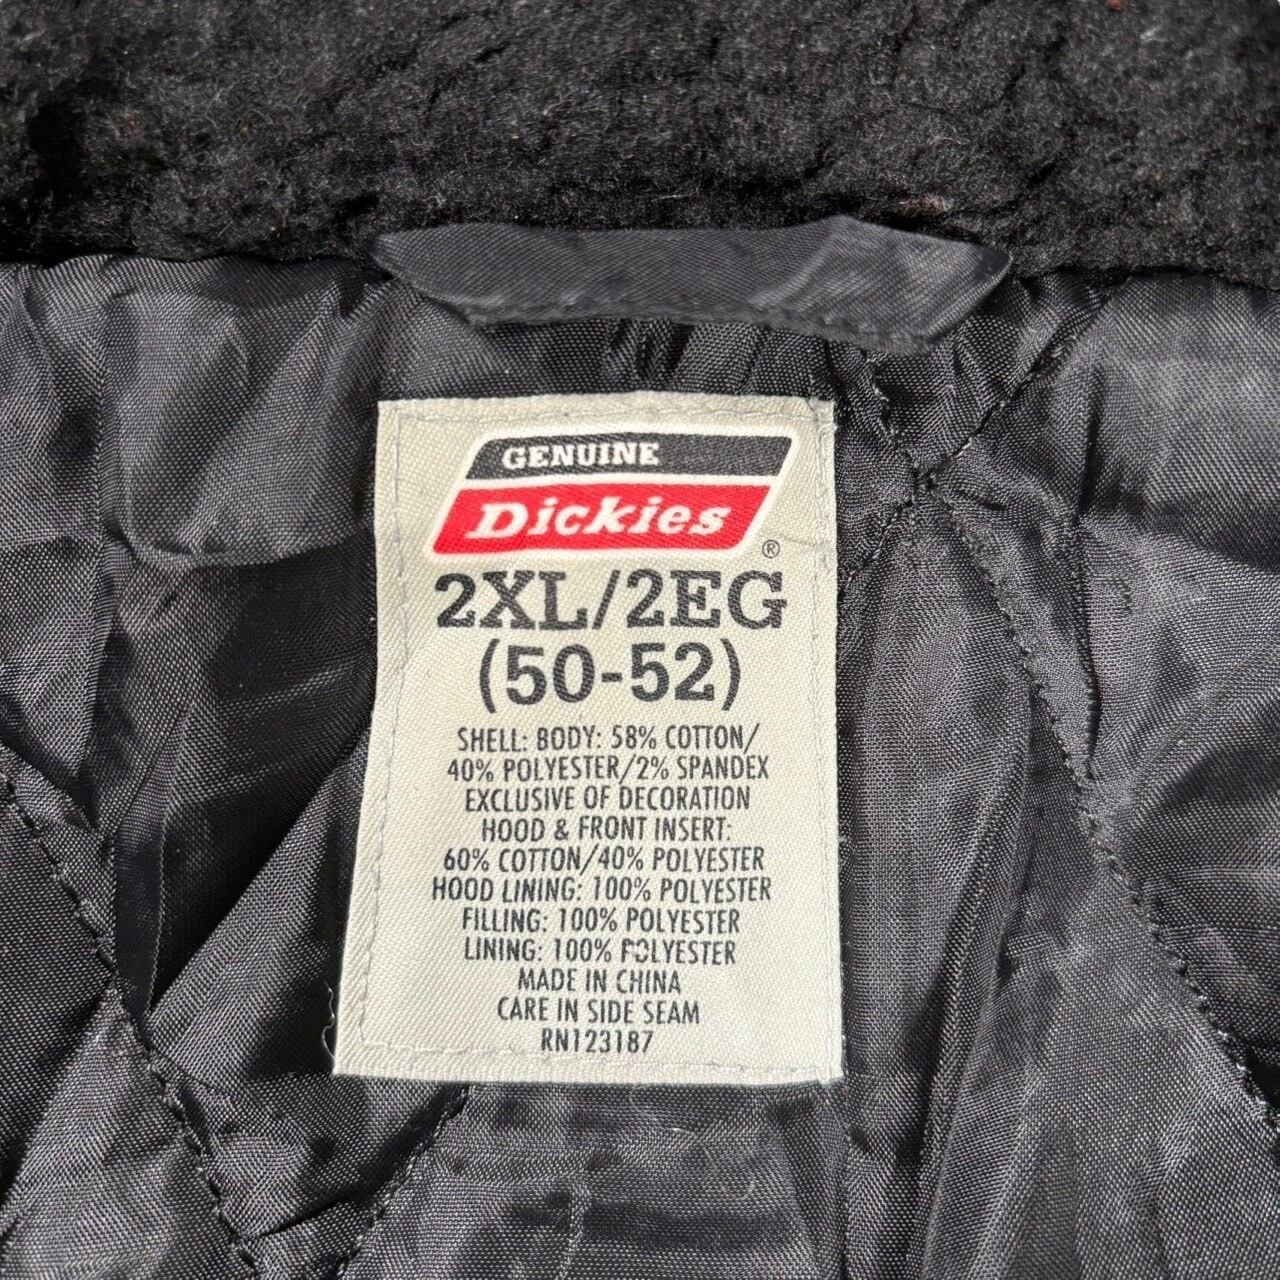 GENUINE
Dickies
®
2XL/2EG
(50-52)
SHELL: BODY: 58% COTTON/
40% POLYESTER/2% SPANDEX
EXCLUSIVE OF DECORATION
HOOD & FRONT INSERT:
60% COTTON/40% POLYESTER
HOOD LINING: 100% POLYESTER
FILLING: 100% POLYESTER
LINING: 100% POLYESTER
MADE IN CHINA
CARE IN SIDE SEAM
RN123187